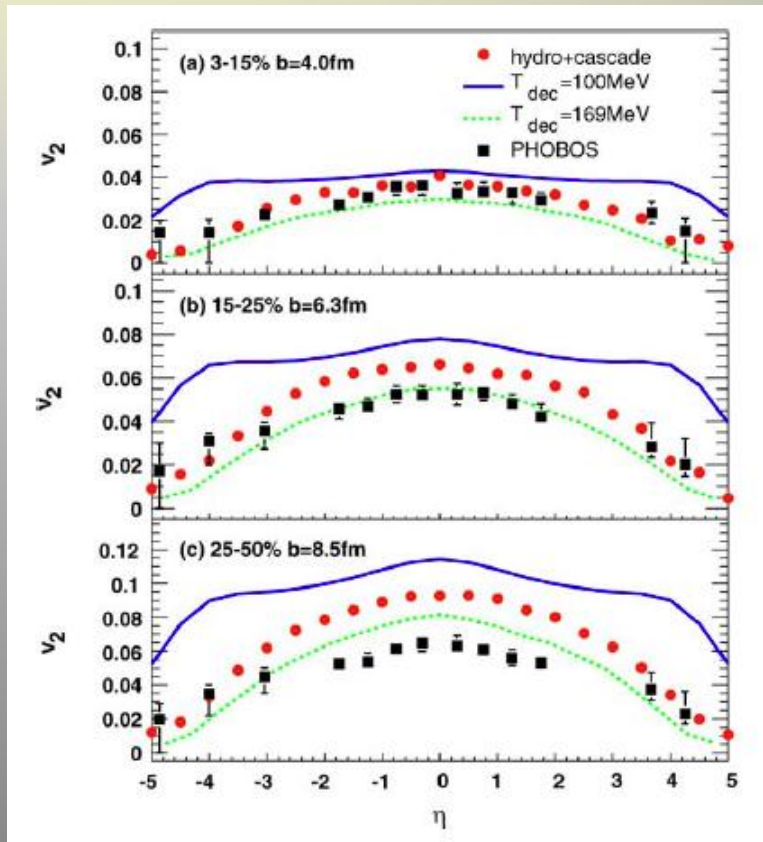 (a) 3-15% b=4.0fm
hydro+cascade
T dec =100MeV
T dec =169MeV
PHOBOS
0.1
0.08
0.06
0.04
0.02
0
v2
(b) 15-25% b=6.3fm
0.1
0.08
0.06
0.04
0.02
0
v2
(c) 25-50% b=8.5fm
0.12
0.1
0.08
0.06
0.04
0.02
0
v2
-5 -4 -3 -2 -1 0 1 2 3 4 5
η